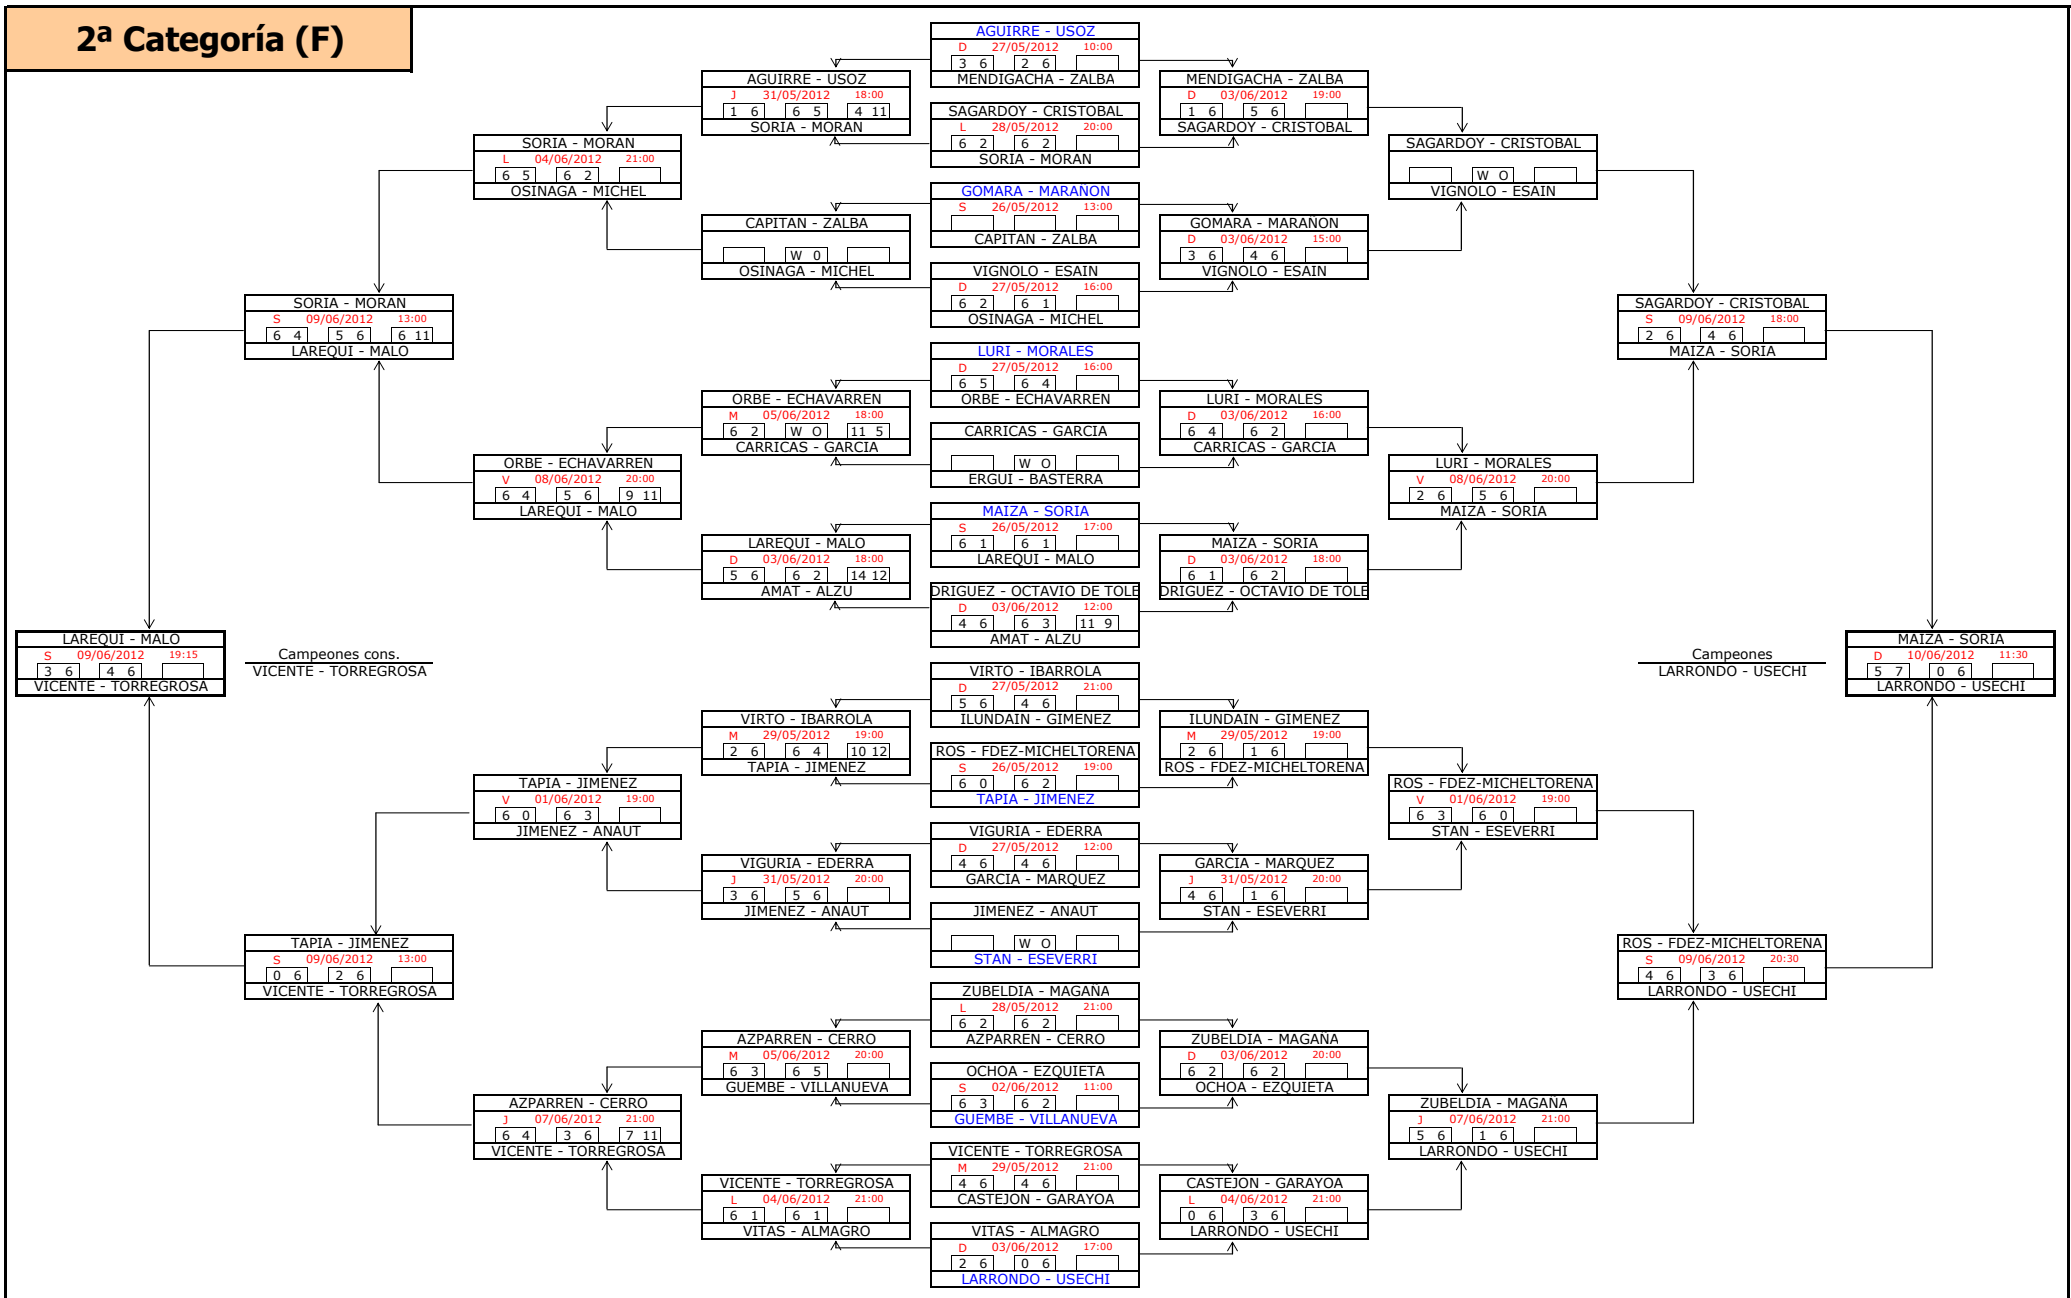 2ª Categoría (F)
LAREQUI - MALO
S 09/06/2012 19:15
3 6 4 6
VICENTE - TORREGROSA
Campeones cons.
VICENTE - TORREGROSA
SORIA - MORAN
S 09/06/2012 13:00
6 4 5 6 6 11
LAREQUI - MALO
TAPIA - JIMENEZ
S 09/06/2012 13:00
0 6 2 6
VICENTE - TORREGROSA
SORIA - MORAN
L 04/06/2012 21:00
6 5 6 2
OSINAGA - MICHEL
ORBE - ECHAVARREN
V 08/06/2012 20:00
6 4 5 6 9 11
LAREQUI - MALO
TAPIA - JIMENEZ
V 01/06/2012 19:00
6 0 6 3
JIMENEZ - ANAUT
AZPARREN - CERRO
J 07/06/2012 21:00
6 4 3 6 7 11
VICENTE - TORREGROSA
AGUIRRE - USOZ
J 31/05/2012 18:00
1 6 6 5 4 11
SORIA - MORAN
CAPITAN - ZALBA
W 0
OSINAGA - MICHEL
ORBE - ECHAVARREN
M 05/06/2012 18:00
6 2 W O 11 5
CARRICAS - GARCIA
LAREQUI - MALO
D 03/06/2012 18:00
5 6 6 2 14 12
AMAT - ALZU
VIRTO - IBARROLA
M 29/05/2012 19:00
2 6 6 4 10 12
TAPIA - JIMENEZ
VIGURIA - EDERRA
J 31/05/2012 20:00
3 6 5 6
JIMENEZ - ANAUT
AZPARREN - CERRO
M 05/06/2012 20:00
6 3 6 5
GUEMBE - VILLANUEVA
VICENTE - TORREGROSA
L 04/06/2012 21:00
6 1 6 1
VITAS - ALMAGRO
AGUIRRE - USOZ
D 27/05/2012 10:00
3 6 2 6
MENDIGACHA - ZALBA
SAGARDOY - CRISTOBAL
L 28/05/2012 20:00
6 2 6 2
SORIA - MORAN
GOMARA - MARAÑON
S 26/05/2012 13:00
CAPITAN - ZALBA
VIGNOLO - ESAIN
D 27/05/2012 16:00
6 2 6 1
OSINAGA - MICHEL
LURI - MORALES
D 27/05/2012 16:00
6 5 6 4
ORBE - ECHAVARREN
CARRICAS - GARCIA
W O
ERGUI - BASTERRA
MAIZA - SORIA
S 26/05/2012 17:00
6 1 6 1
LAREQUI - MALO
DRIGUEZ - OCTAVIO DE TOLE
D 03/06/2012 12:00
4 6 6 3 11 9
AMAT - ALZU
VIRTO - IBARROLA
D 27/05/2012 21:00
5 6 4 6
ILUNDAIN - GIMENEZ
ROS - FDEZ-MICHELTORENA
S 26/05/2012 19:00
6 0 6 2
TAPIA - JIMENEZ
VIGURIA - EDERRA
D 27/05/2012 12:00
4 6 4 6
GARCIA - MARQUEZ
JIMENEZ - ANAUT
W O
STAN - ESEVERRI
ZUBELDIA - MAGAÑA
L 28/05/2012 21:00
6 2 6 2
AZPARREN - CERRO
OCHOA - EZQUIETA
S 02/06/2012 11:00
6 3 6 2
GUEMBE - VILLANUEVA
VICENTE - TORREGROSA
M 29/05/2012 21:00
4 6 4 6
CASTEJON - GARAYOA
VITAS - ALMAGRO
D 03/06/2012 17:00
2 6 0 6
LARRONDO - USECHI
MENDIGACHA - ZALBA
D 03/06/2012 19:00
1 6 5 6
SAGARDOY - CRISTOBAL
GOMARA - MARAÑON
D 03/06/2012 15:00
3 6 4 6
VIGNOLO - ESAIN
LURI - MORALES
D 03/06/2012 16:00
6 4 6 2
CARRICAS - GARCIA
MAIZA - SORIA
D 03/06/2012 18:00
6 1 6 2
DRIGUEZ - OCTAVIO DE TOLE
ILUNDAIN - GIMENEZ
M 29/05/2012 19:00
2 6 1 6
ROS - FDEZ-MICHELTORENA
GARCIA - MARQUEZ
J 31/05/2012 20:00
4 6 1 6
STAN - ESEVERRI
ZUBELDIA - MAGAÑA
D 03/06/2012 20:00
6 2 6 2
OCHOA - EZQUIETA
CASTEJON - GARAYOA
L 04/06/2012 21:00
0 6 3 6
LARRONDO - USECHI
SAGARDOY - CRISTOBAL
W O
VIGNOLO - ESAIN
LURI - MORALES
V 08/06/2012 20:00
2 6 5 6
MAIZA - SORIA
ROS - FDEZ-MICHELTORENA
V 01/06/2012 19:00
6 3 6 0
STAN - ESEVERRI
ZUBELDIA - MAGAÑA
J 07/06/2012 21:00
5 6 1 6
LARRONDO - USECHI
SAGARDOY - CRISTOBAL
S 09/06/2012 18:00
2 6 4 6
MAIZA - SORIA
ROS - FDEZ-MICHELTORENA
S 09/06/2012 20:30
4 6 3 6
LARRONDO - USECHI
Campeones
LARRONDO - USECHI
MAIZA - SORIA
D 10/06/2012 11:30
5 7 0 6
LARRONDO - USECHI